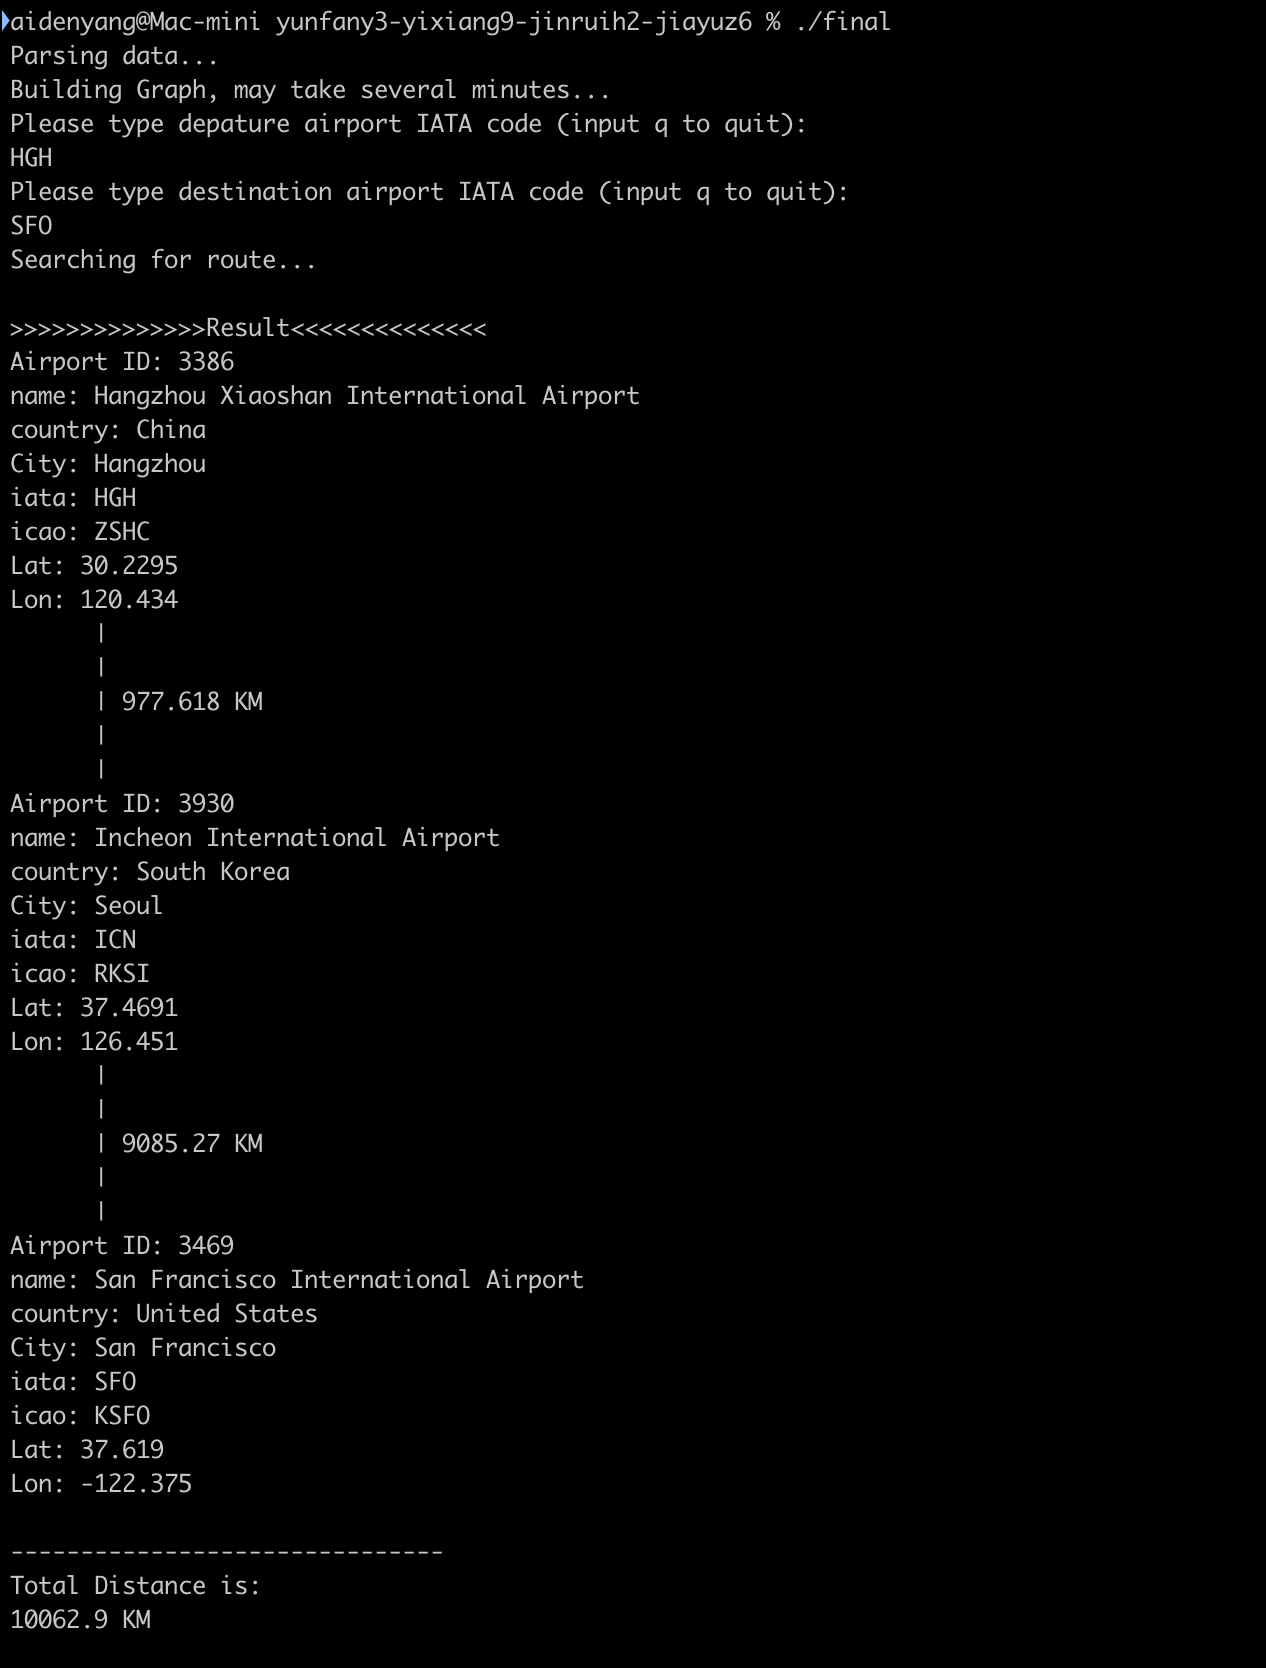 aidenyang@Mac-mini yunfany3-yixiang9-jinruih2-jiayuz6 % ./final
Parsing data...
Building Graph, may take several minutes...
Please type depature airport IATA code (input q to quit):
HGH
Please type destination airport IATA code (input q to quit):
SFO
Searching for route...

>>>>>>>>>>>>>>Result<<<<<<<<<<<<<<
Airport ID: 3386
name: Hangzhou Xiaoshan International Airport
country: China
City: Hangzhou
iata: HGH
icao: ZSHC
Lat: 30.2295
Lon: 120.434
      |
      |
      | 977.618 KM
      |
      |
Airport ID: 3930
name: Incheon International Airport
country: South Korea
City: Seoul
iata: ICN
icao: RKSI
Lat: 37.4691
Lon: 126.451
      |
      |
      | 9085.27 KM
      |
      |
Airport ID: 3469
name: San Francisco International Airport
country: United States
City: San Francisco
iata: SFO
icao: KSFO
Lat: 37.619
Lon: -122.375

-------------------------------
Total Distance is:
10062.9 KM